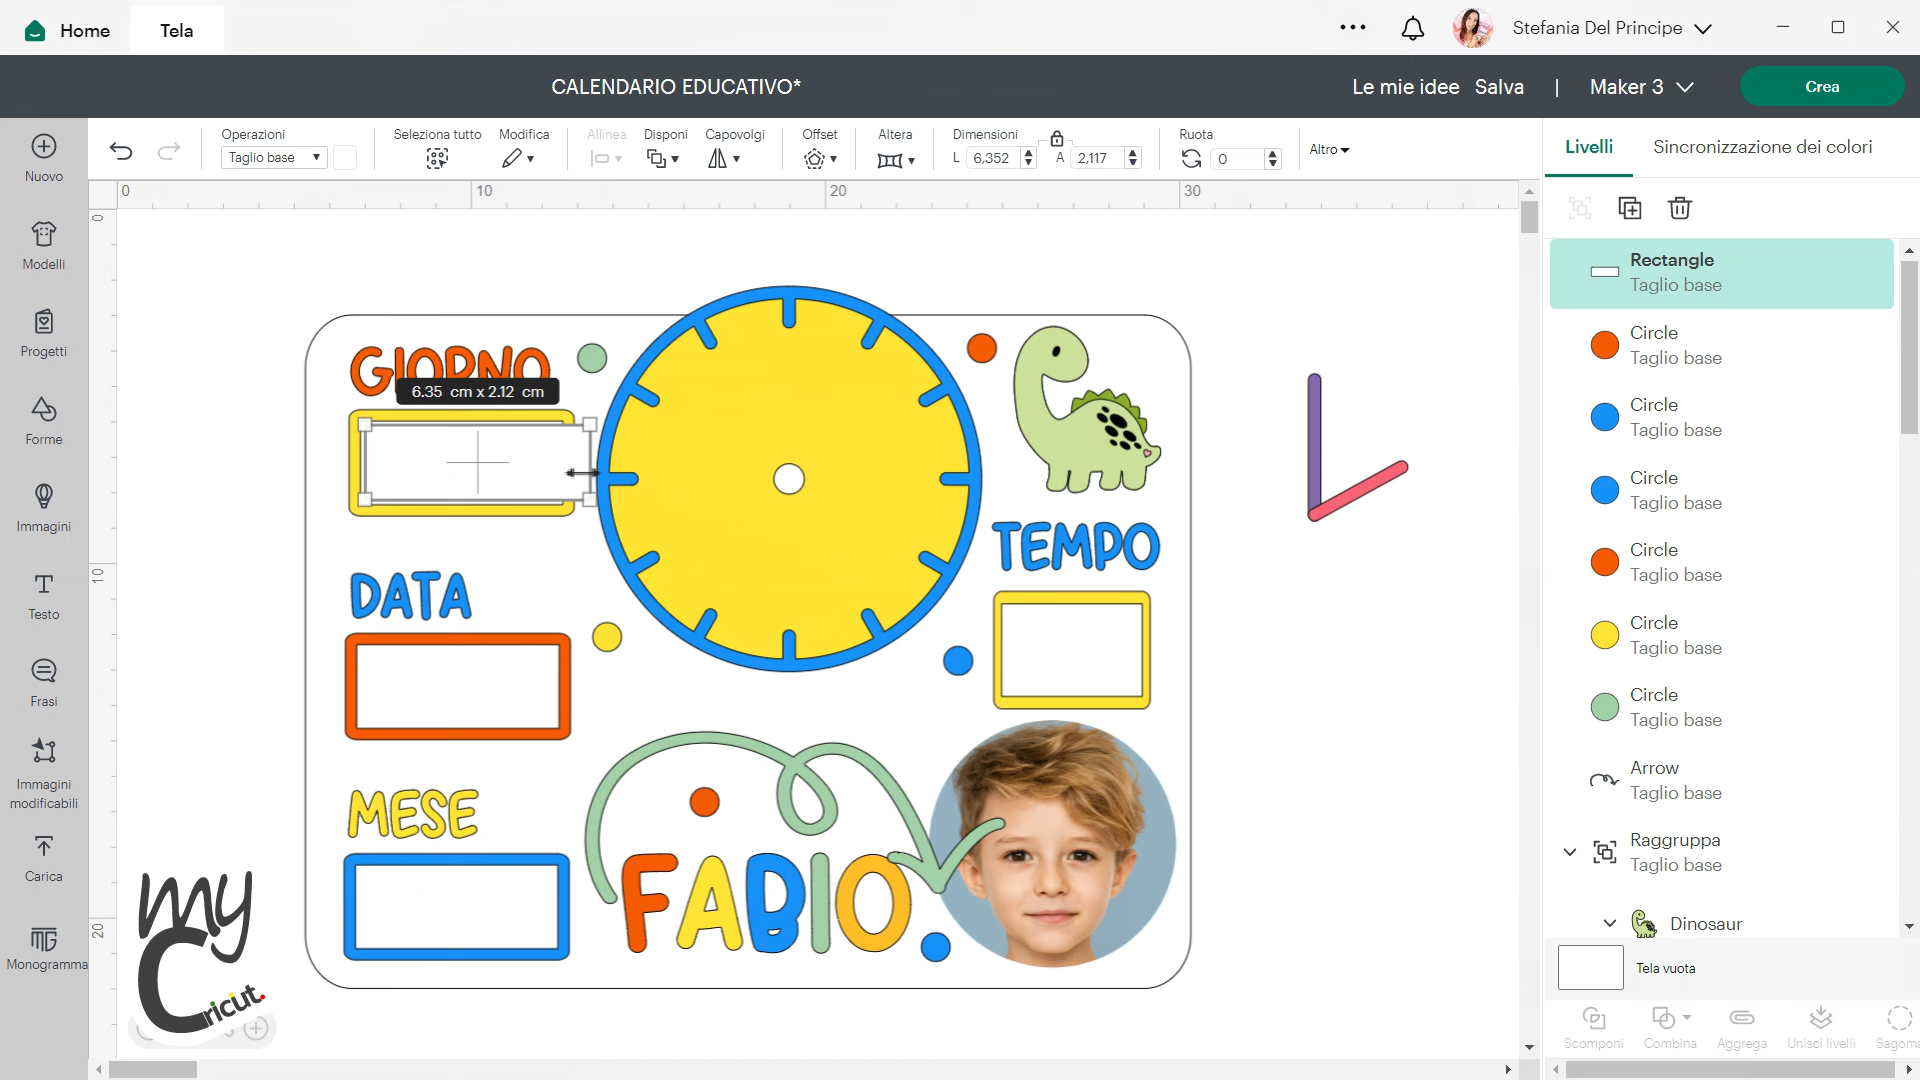 Home
Tela
Stefania Del Principe
CALENDARIO EDUCATIVO*
Le mie idee
Salva
|
Maker 3
Crea
Nuovo
Modelli
Progetti
Forme
Immagini
Testo
Frasi
Immagini
modificabili
Carica
Monogramma
Operazioni
Taglio base
Seleziona tutto
Modifica
Allinea
Disponi
Capovolgi
Offset
Altera
Dimensioni
L 6,352
A 2,117
Ruota
0
Altro
0
10
20
30
0
10
20
GIORNO
6.35 cm x 2.12 cm
DATA
MESE
TEMPO
FABIO
my
Cricut.
Livelli
Sincronizzazione dei colori
Rectangle
Taglio base
Circle
Taglio base
Circle
Taglio base
Circle
Taglio base
Circle
Taglio base
Circle
Taglio base
Circle
Taglio base
Arrow
Taglio base
Raggruppa
Taglio base
Dinosaur
Tela vuota
Scomponi
Combina
Aggrega
Unisci livelli
Sagoma